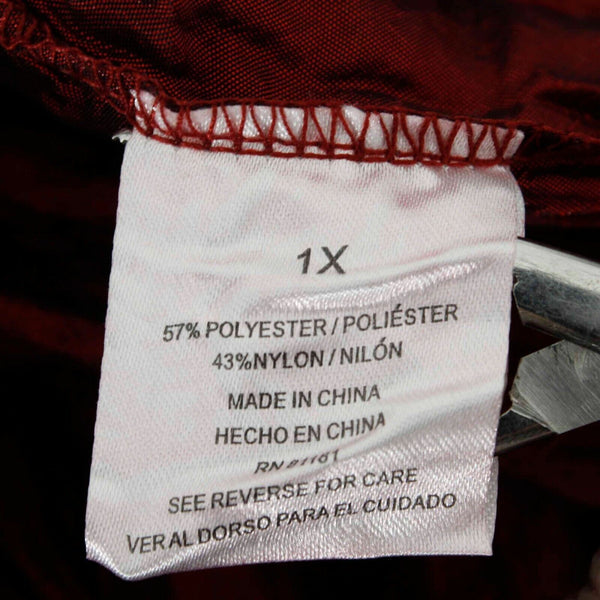 1X
57% POLYESTER / POLIÉSTER
43%NYLON / NILÓN
MADE IN CHINA
HECHO EN CHINA
RN
SEE REVERSE FOR CARE
VER AL DORSO PARA EL CUIDADO